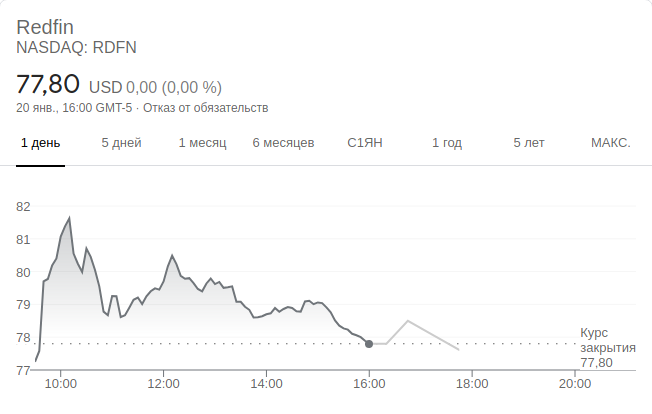 Redfin
NASDAQ: RDFN
77,80 USD 0,00 (0,00 %)
20 янв., 16:00 GMT-5 · Отказ от обязательств
1 день 5 дней 1 месяц 6 месяцев С1ЯН 1 год 5 лет МАКС.
82
81
80
79
78
77
Курс
закрытия
77,80
10:00 12:00 14:00 16:00 18:00 20:00